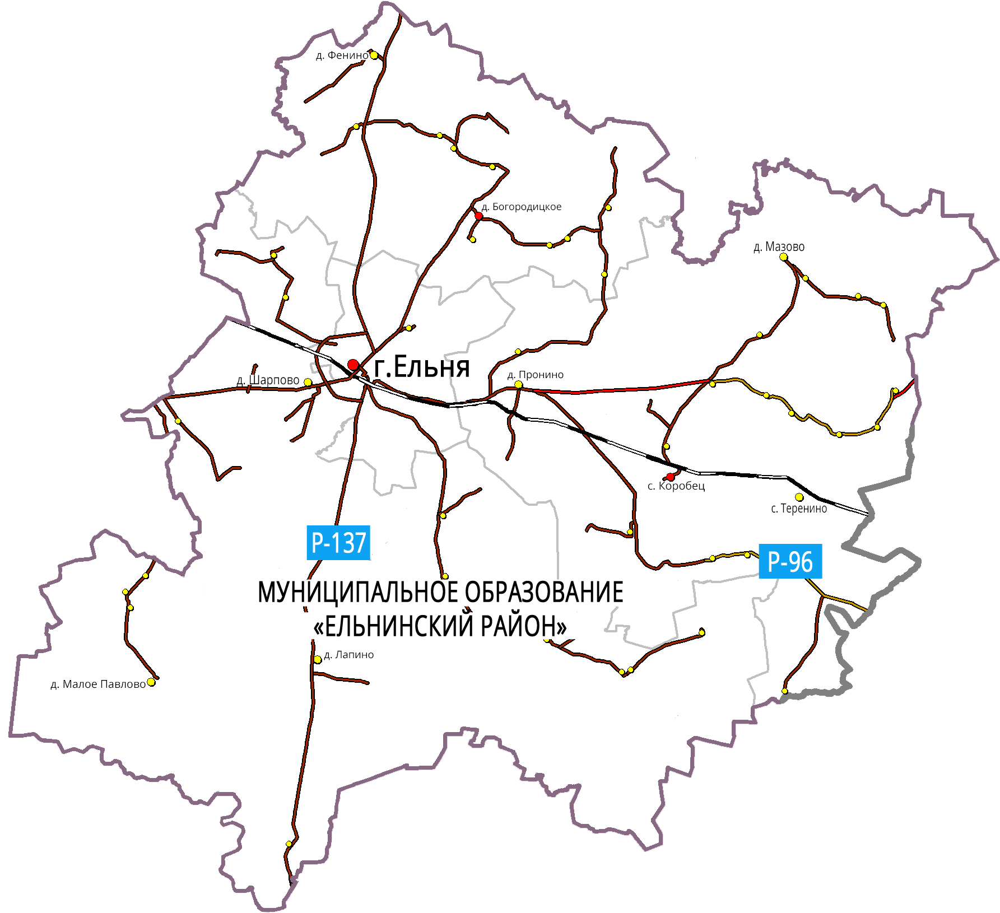 д. Фенино
д. Богородицкое
д. Мазово
г.Ельня
д. Шарпово
д. Пронино
с. Коробец
с. Теренино
Р-137
Р-96
МУНИЦИПАЛЬНОЕ ОБРАЗОВАНИЕ
«ЕЛЬНИНСКИЙ РАЙОН»
д. Лапино
д. Малое Павлово